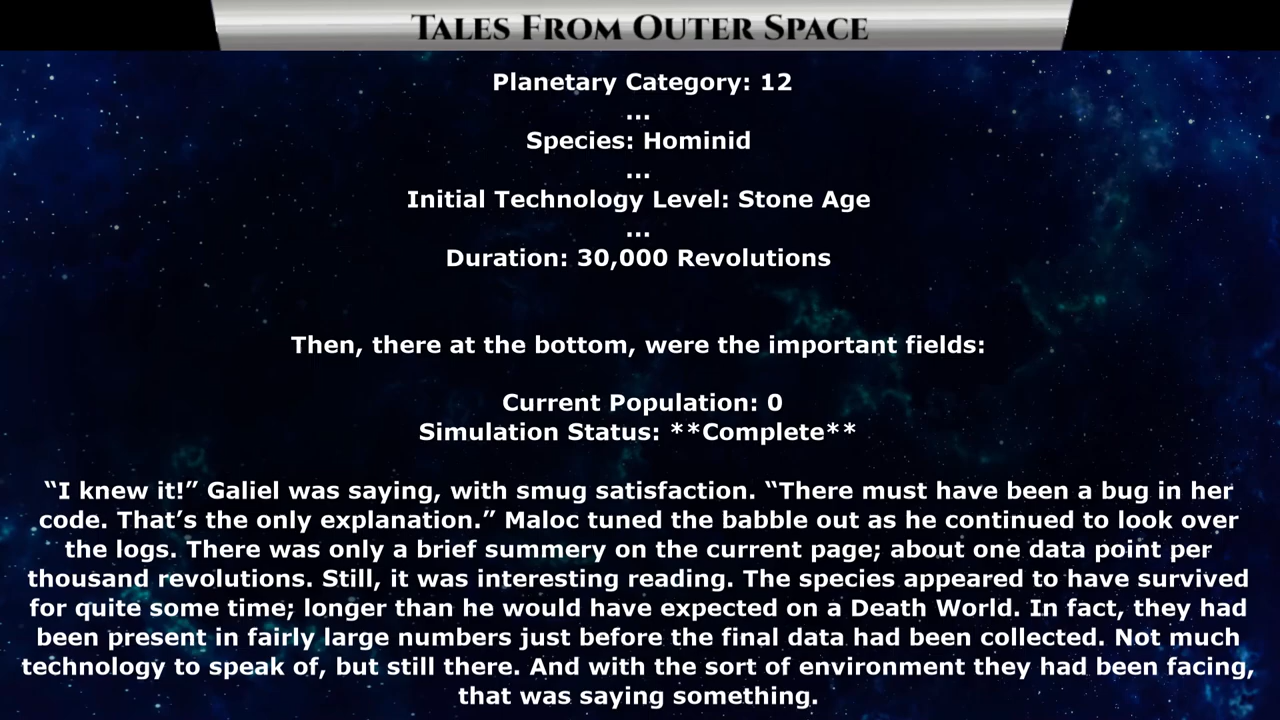 Tales From Outer Space
Planetary Category: 12
...
Species: Hominid
...
Initial Technology Level: Stone Age
...
Duration: 30,000 Revolutions
Then, there at the bottom, were the important fields:
Current Population: 0
Simulation Status: **Complete**
“I knew it!” Galiel was saying, with smug satisfaction. “There must have been a bug in her
code. That’s the only explanation.” Maloc tuned the babble out as he continued to look over
the logs. There was only a brief summery on the current page; about one data point per
thousand revolutions. Still, it was interesting reading. The species appeared to have survived
for quite some time; longer than he would have expected on a Death World. In fact, they had
been present in fairly large numbers just before the final data had been collected. Not much
technology to speak of, but still there. And with the sort of environment they had been facing,
that was saying something.